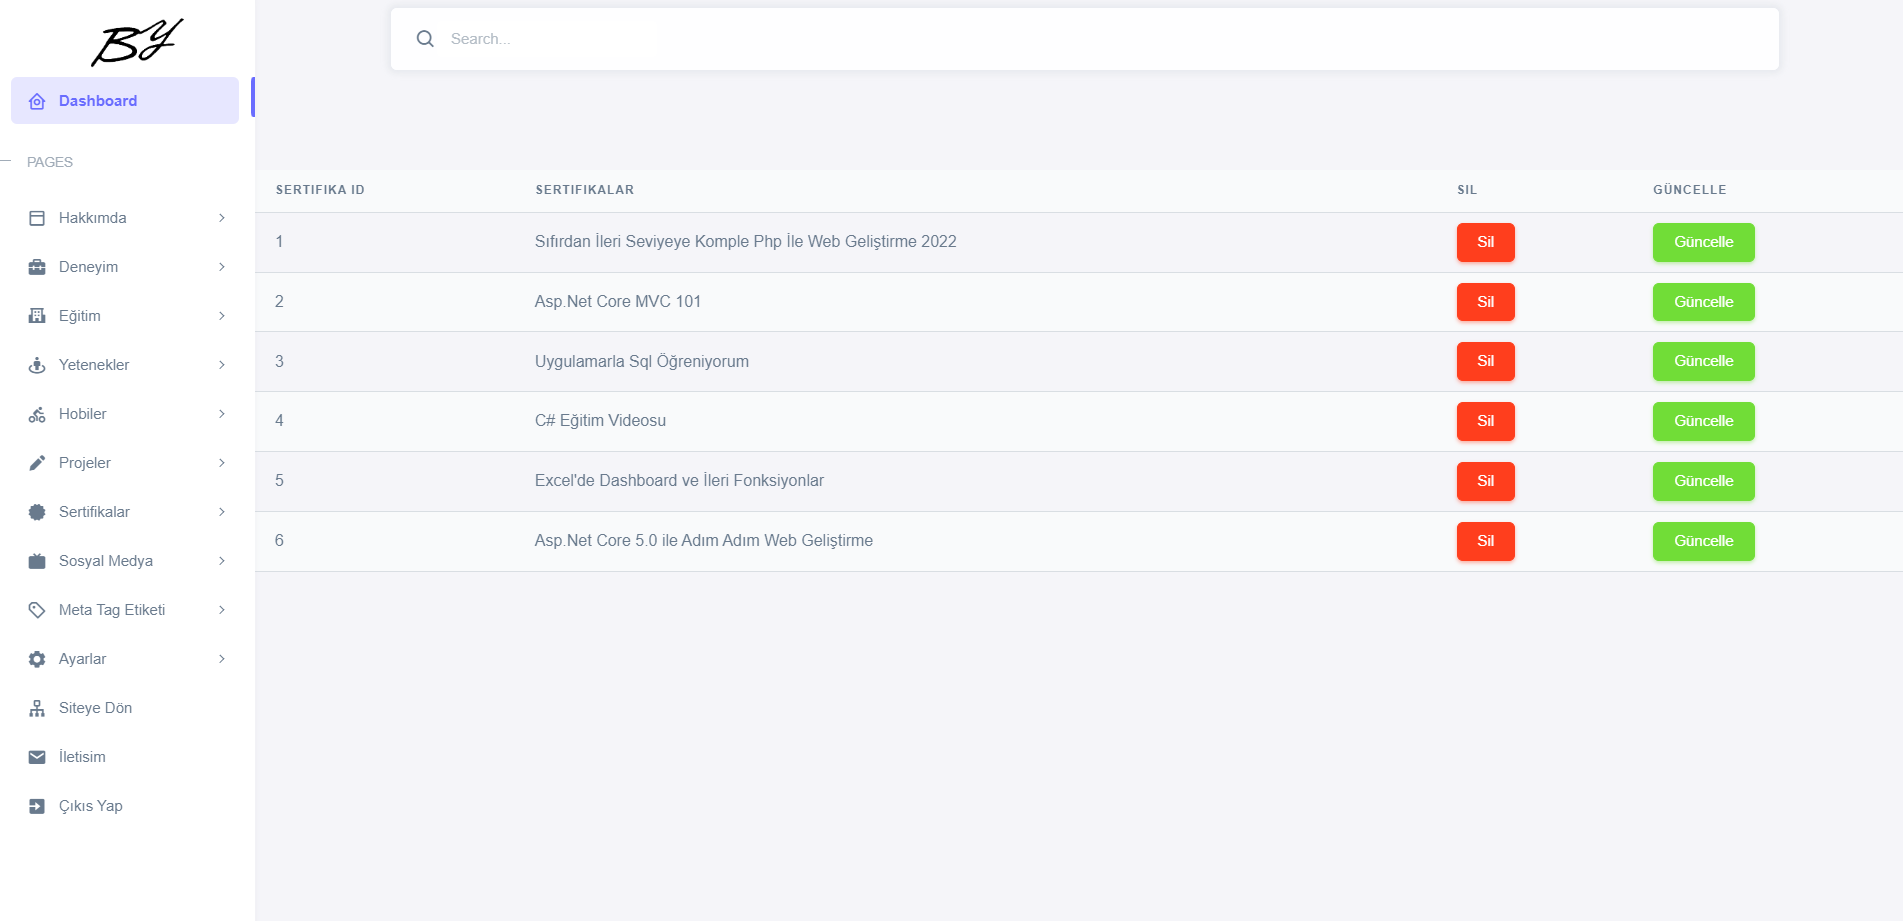 BY
Search...
Dashboard
PAGES
Hakkımda
Deneyim
Eğitim
Yetenekler
Hobiler
Projeler
Sertifikalar
Sosyal Medya
Meta Tag Etiketi
Ayarlar
Siteye Dön
İletisim
Çıkıs Yap
SERTIFIKA ID SERTIFIKALAR SIL GÜNCELLE
1 Sıfırdan İleri Seviyeye Komple Php İle Web Geliştirme 2022 Sil Güncelle
2 Asp.Net Core MVC 101 Sil Güncelle
3 Uygulamarla Sql Öğreniyorum Sil Güncelle
4 C# Eğitim Videosu Sil Güncelle
5 Excel'de Dashboard ve İleri Fonksiyonlar Sil Güncelle
6 Asp.Net Core 5.0 ile Adım Adım Web Geliştirme Sil Güncelle